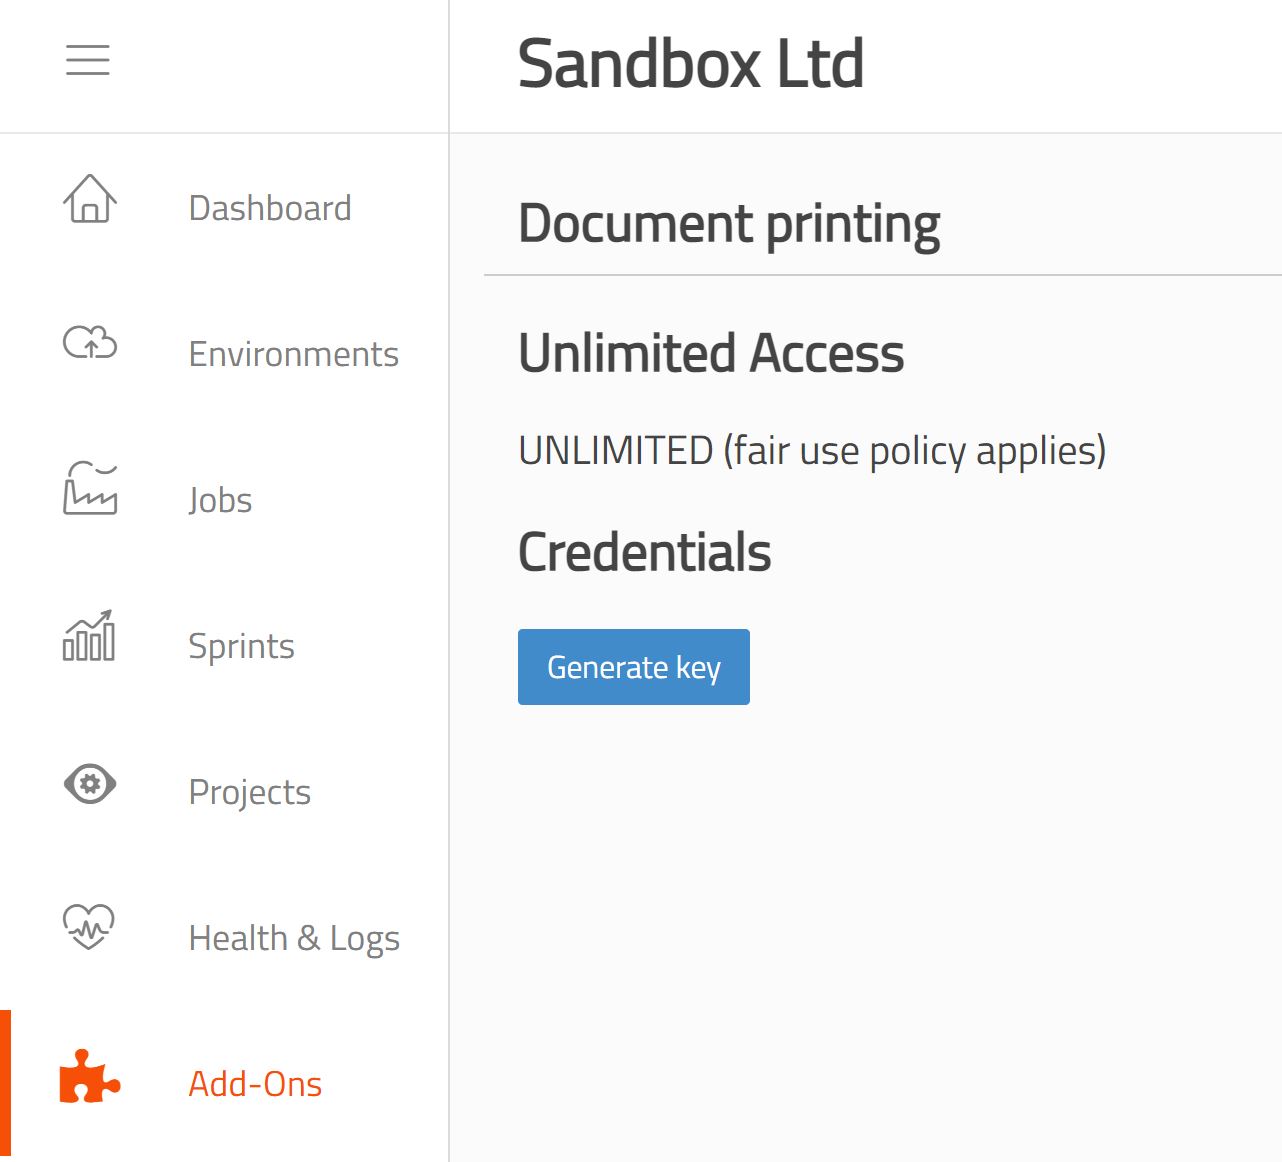 Sandbox Ltd
Dashboard
Environments
Jobs
Sprints
Projects
Health & Logs
Add-Ons
Document printing
Unlimited Access
UNLIMITED (fair use policy applies)
Credentials
Generate key